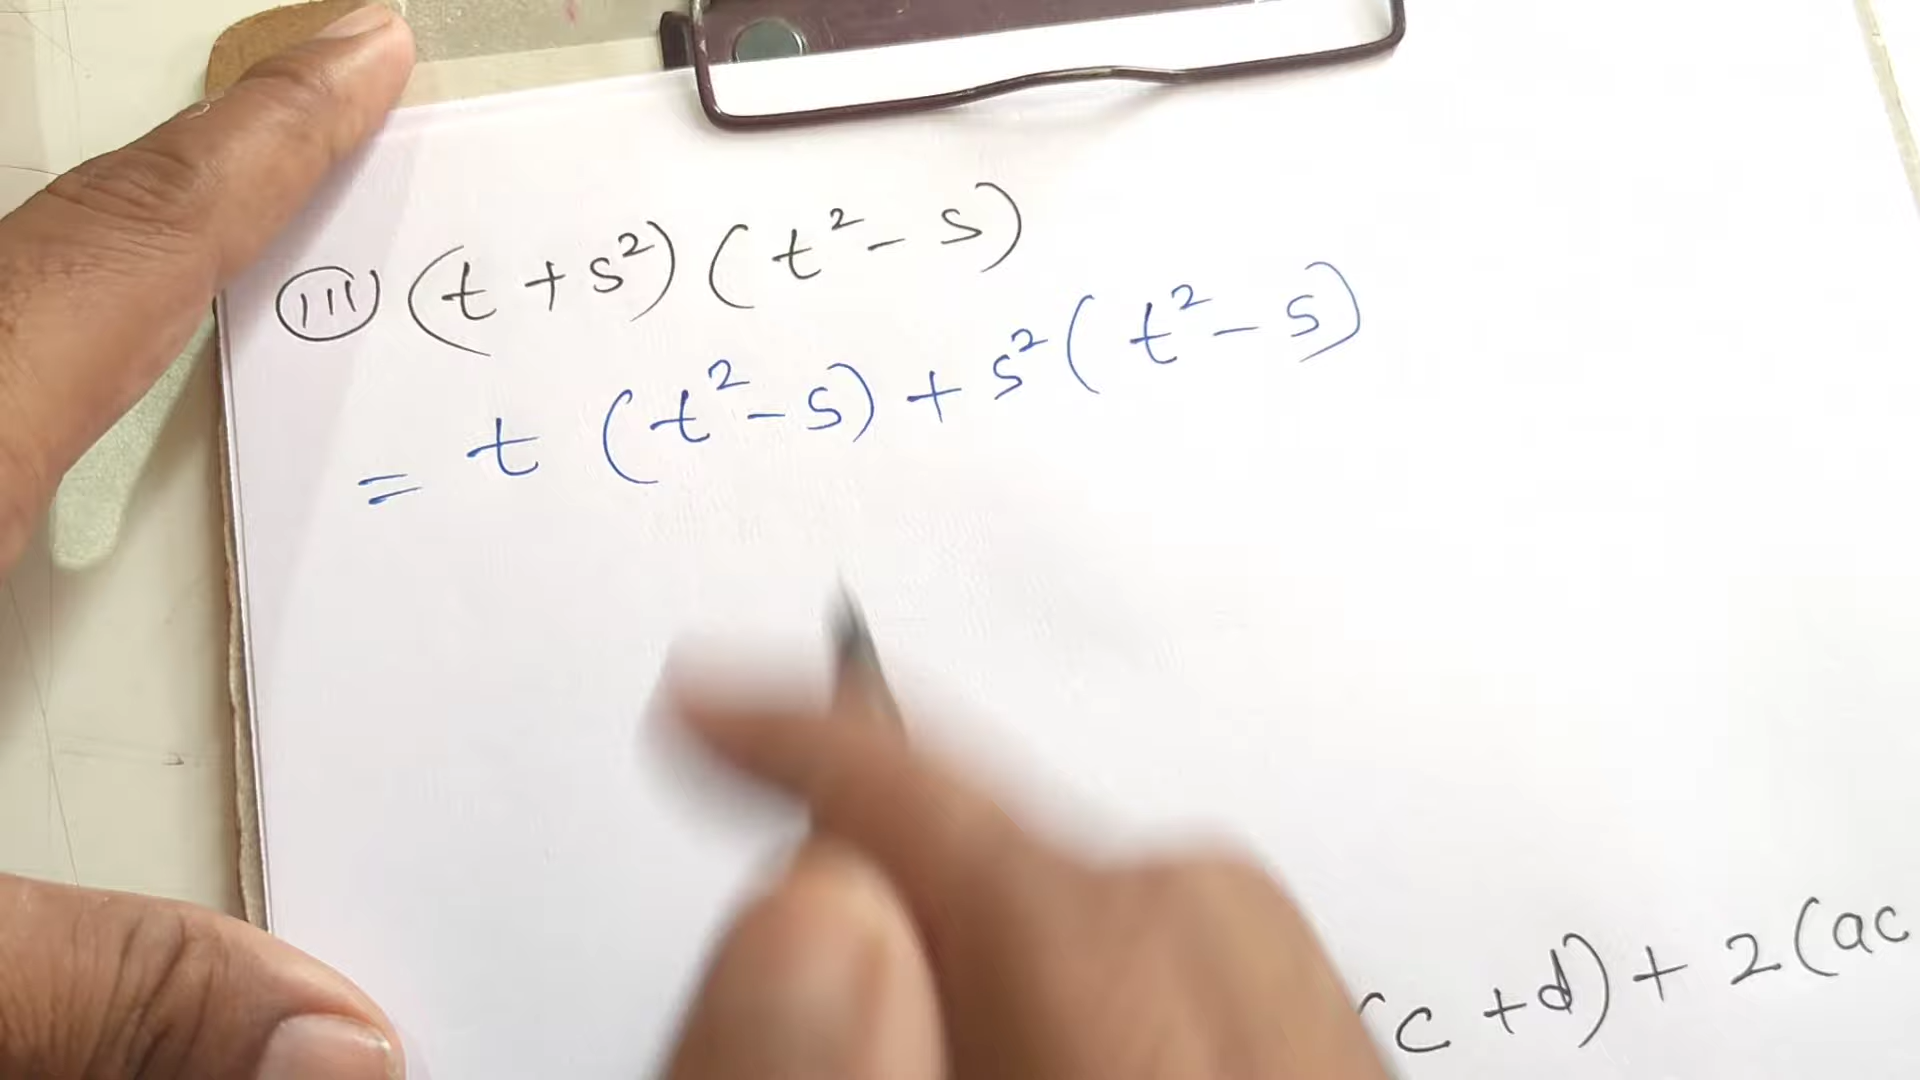 (iii) (t + s²) (t² - s)
= t (t² - s) + s² (t² - s)
(c + d) + 2 (ac